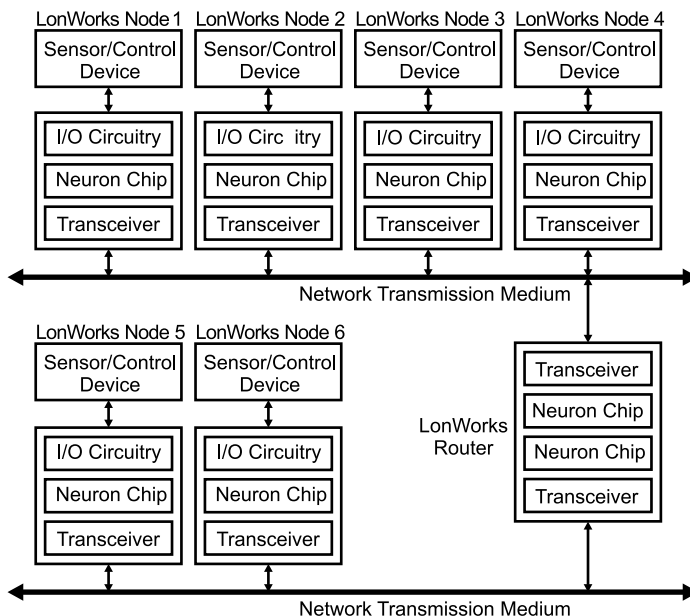 LonWorks Node 1
LonWorks Node 2
LonWorks Node 3
LonWorks Node 4
Sensor/Control
Device
Sensor/Control
Device
Sensor/Control
Device
Sensor/Control
Device
I/O Circuitry
Neuron Chip
Transceiver
I/O Circ itry
Neuron Chip
Transceiver
I/O Circuitry
Neuron Chip
Transceiver
I/O Circuitry
Neuron Chip
Transceiver
Network Transmission Medium
LonWorks Node 5
LonWorks Node 6
Sensor/Control
Device
Sensor/Control
Device
I/O Circuitry
Neuron Chip
Transceiver
I/O Circuitry
Neuron Chip
Transceiver
LonWorks
Router
Transceiver
Neuron Chip
Neuron Chip
Transceiver
Network Transmission Medium